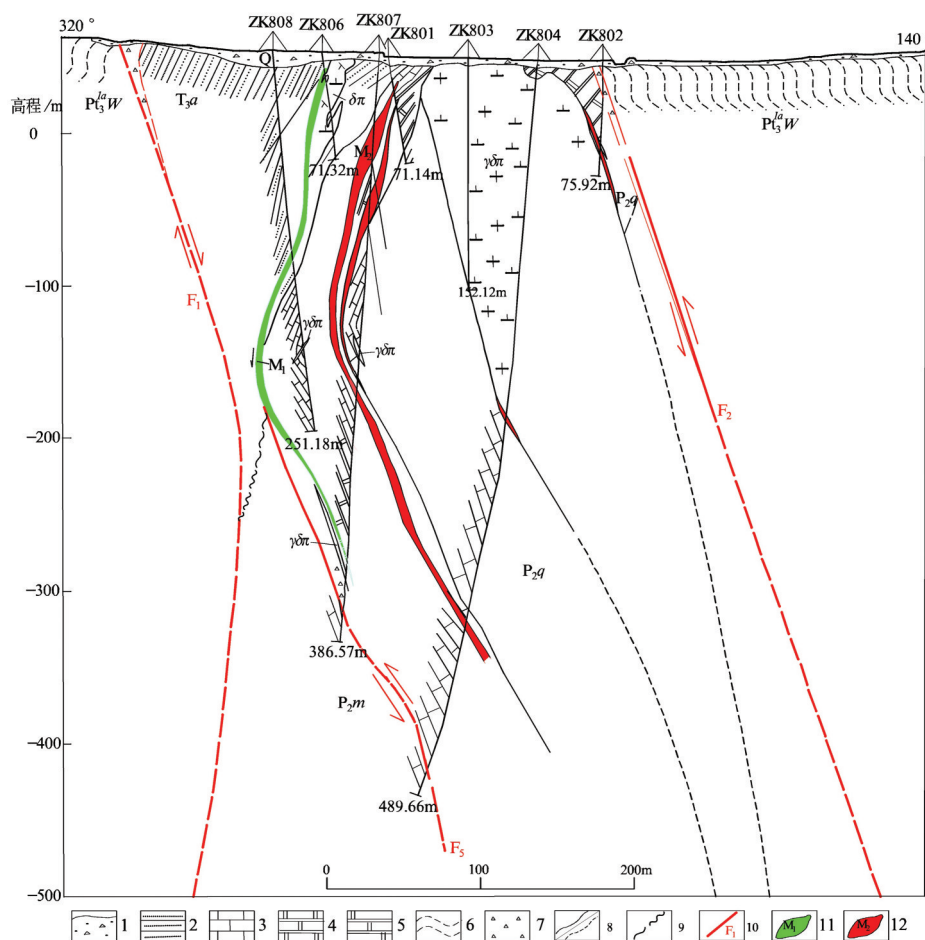 320°
ZK808
ZK806
ZK807
ZK801
ZK803
ZK804
ZK802
140
Q
Pt₃ˡᵃW
T₃a
δπ
高程/m
0
M₂
71.32m
71.14m
γδπ
75.92m
Pt₃ˡᵃW
P₂q
−100
152.12m
F₁
γδπ
γδπ
M₁
−200
251.18m
F₂
γδπ
P₂q
−300
386.57m
P₂m
−400
489.66m
F₅
0
100
200m
−500
1
2
3
4
5
6
7
8
9
F₁
10
M₁
11
M₂
12